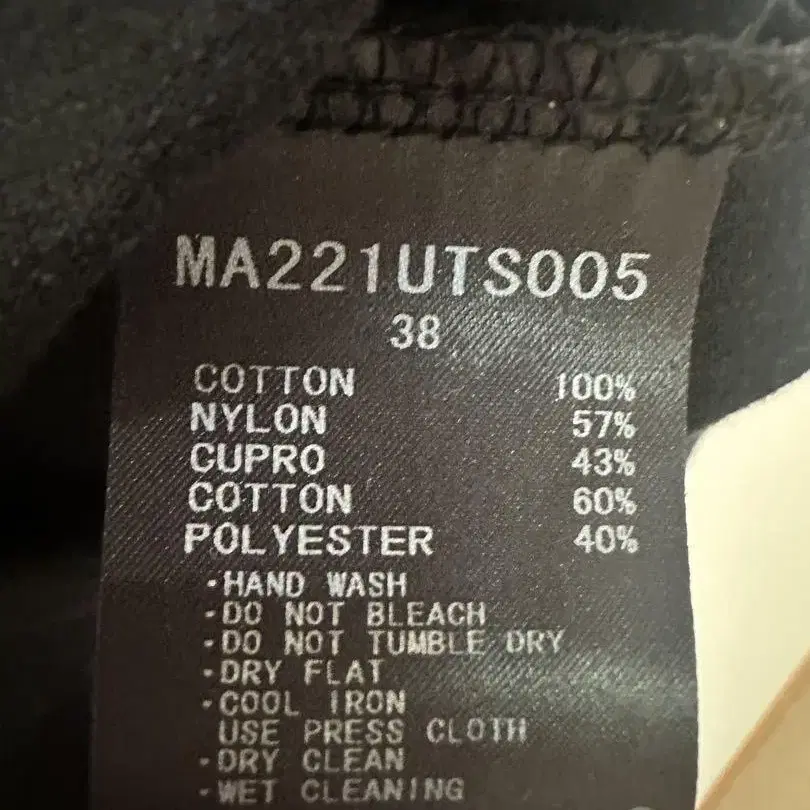 MA221UTS005
38
COTTON 100%
NYLON 57%
CUPRO 43%
COTTON 60%
POLYESTER 40%
・HAND WASH
・DO NOT BLEACH
・DO NOT TUMBLE DRY
・DRY FLAT
・COOL IRON
USE PRESS CLOTH
・DRY CLEAN
・WET CLEANING